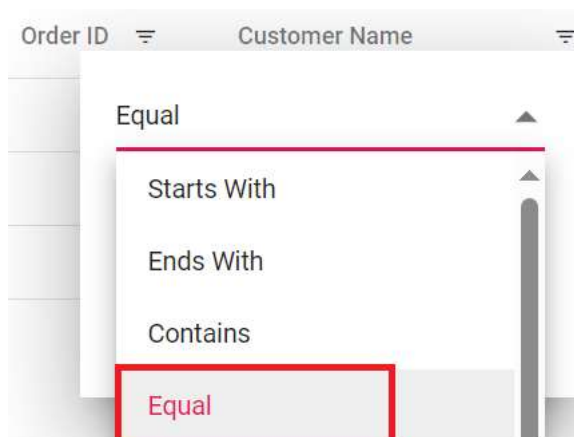 Order ID Customer Name
Equal
Starts With
Ends With
Contains
Equal